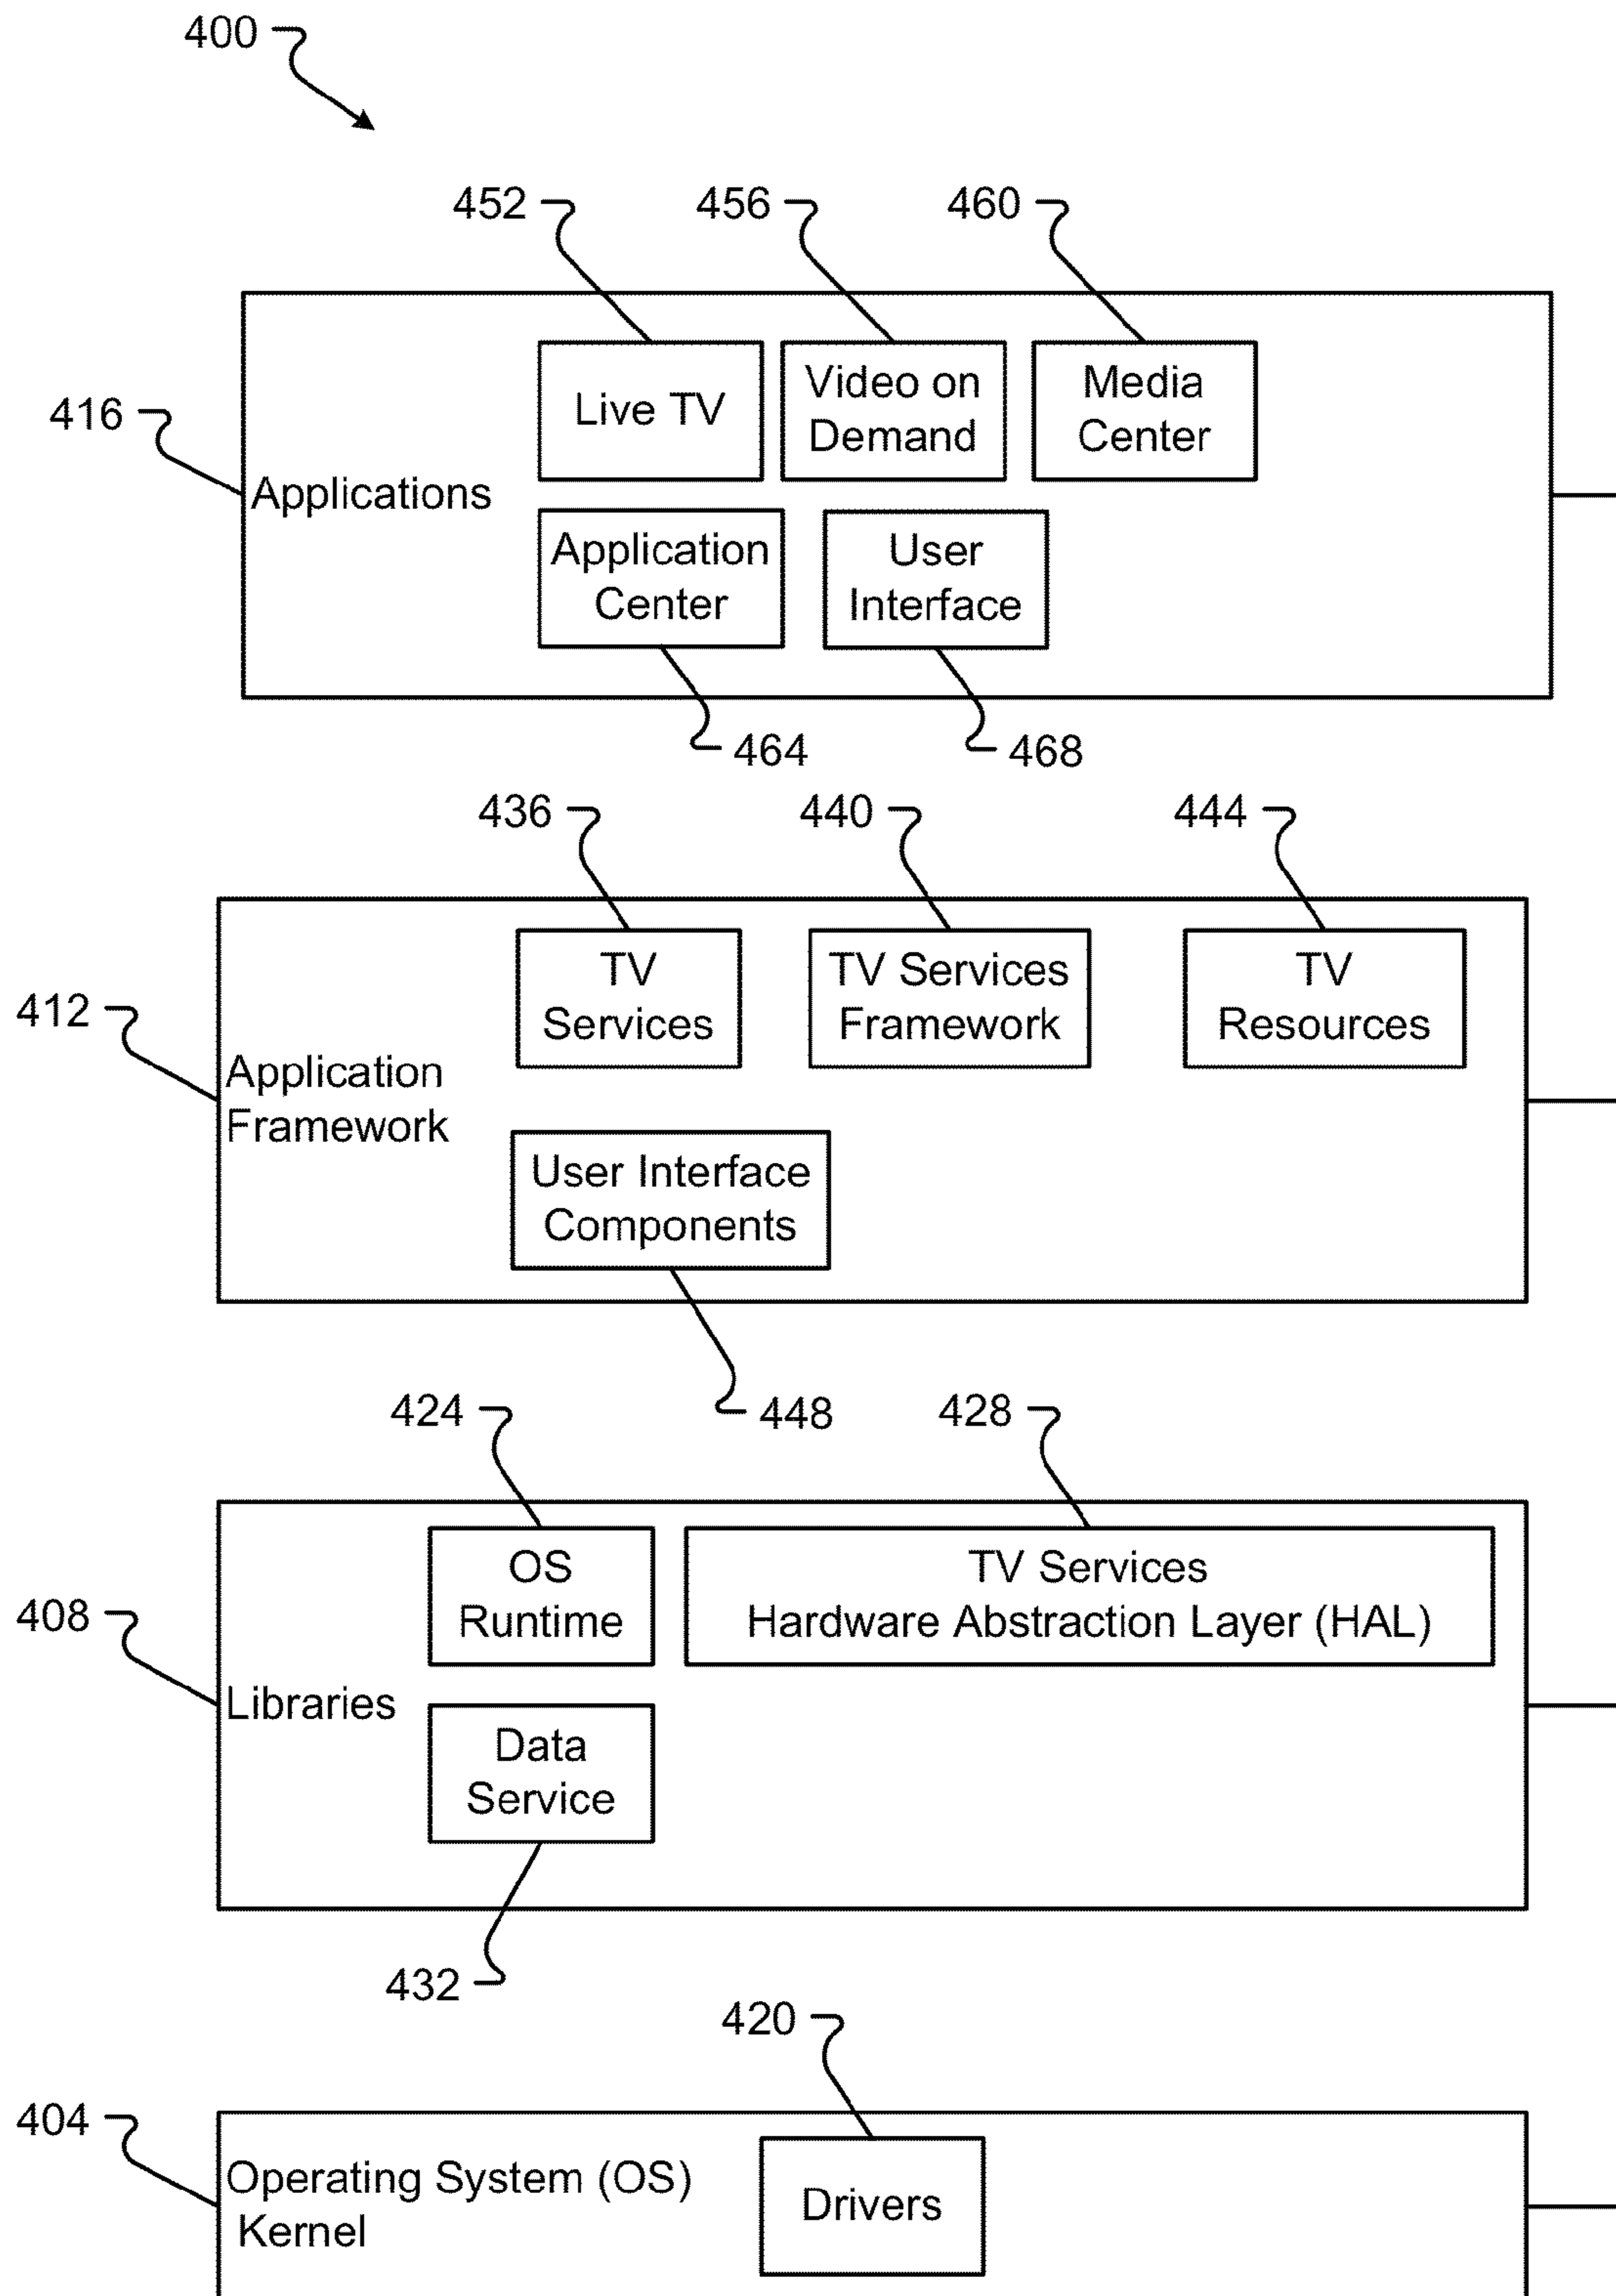 400
452
456
460
416
Live TV
Video on
Demand
Media
Center
Applications
Application
Center
User
Interface
464
468
436
440
444
412
TV
Services
TV Services
Framework
TV
Resources
Application
Framework
User Interface
Components
448
424
428
408
OS
Runtime
TV Services
Hardware Abstraction Layer (HAL)
Libraries
Data
Service
432
420
404
Operating System (OS)
Kernel
Drivers